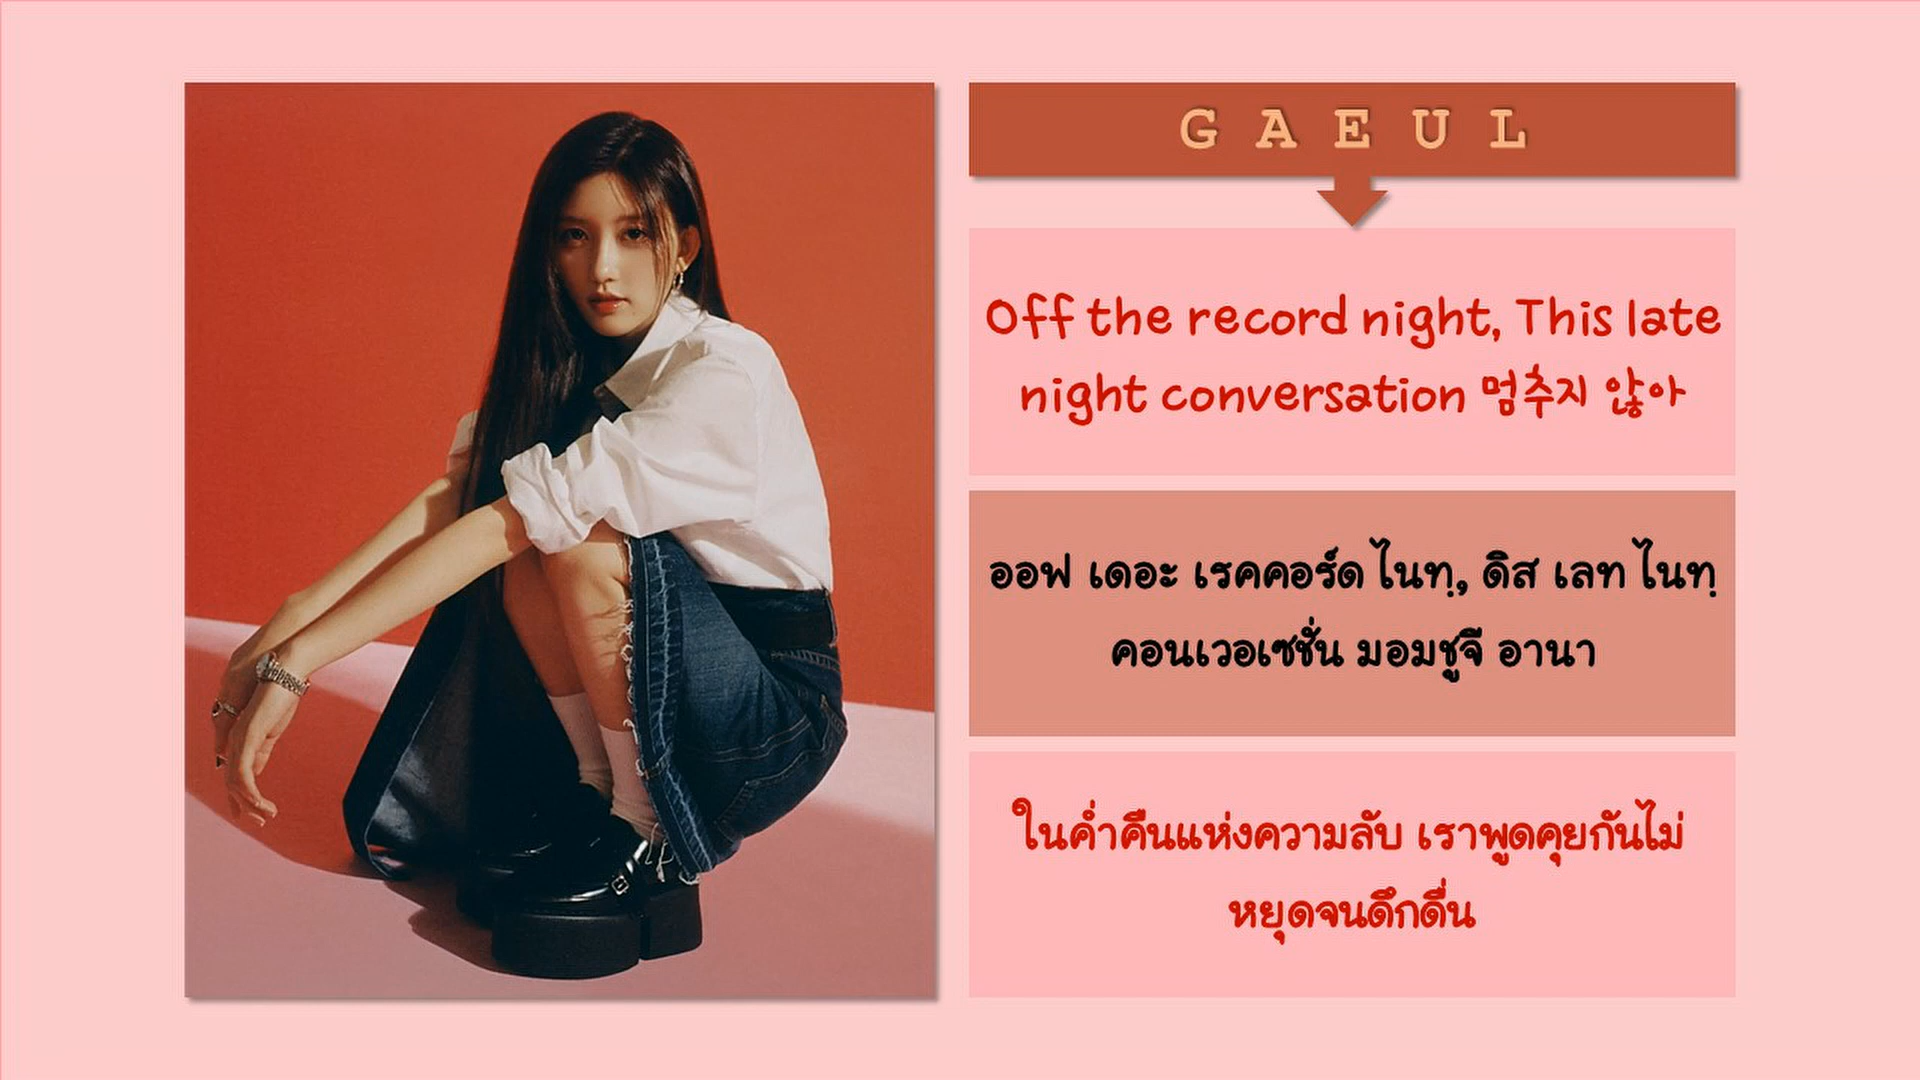 G A E U L
Off the record night, This late
night conversation 멈추지 않아
ออฟ เดอะ เรคคอร์ด ไนทฺ, ดิส เลท ไนทฺ
คอนเวอเซชั่น มอมชูจี อานา
ในค่ำคืนแห่งความลับ เราพูดคุยกันไม่
หยุดจนดึกดื่น